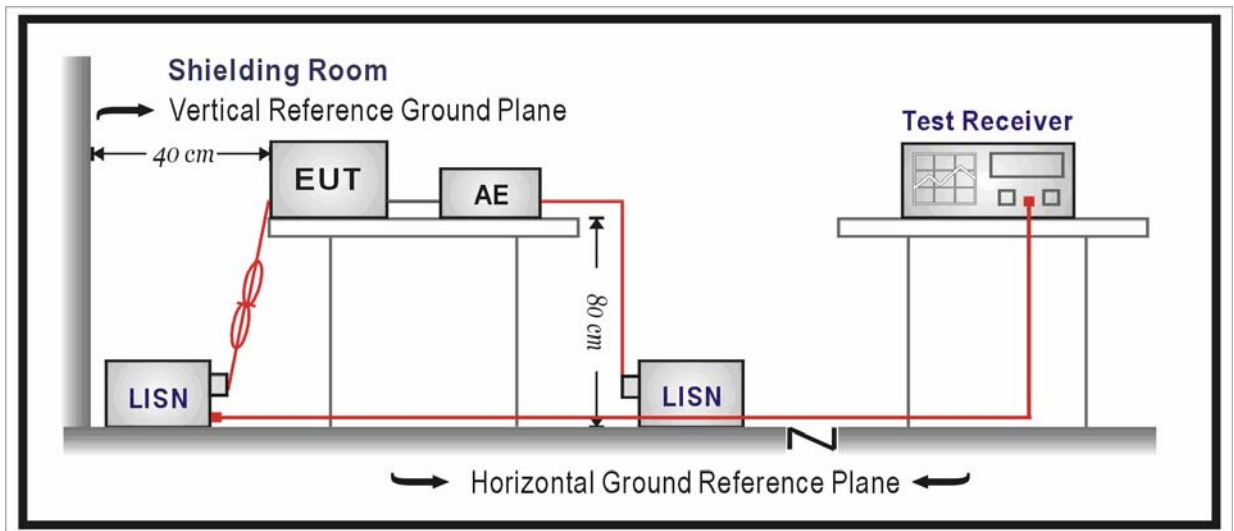 Shielding Room
Vertical Reference Ground Plane
Test Receiver
40 cm
EUT
AE
80 cm
LISN
LISN
Horizontal Ground Reference Plane